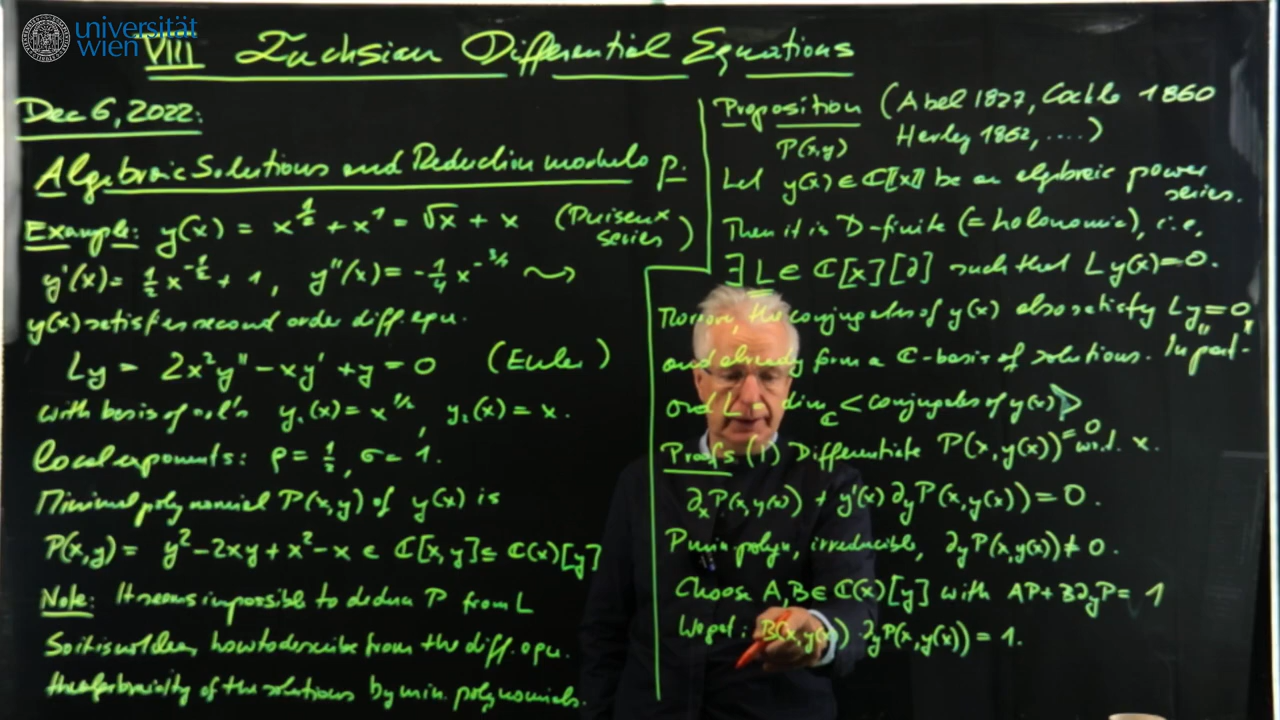 universität
wien
VIII Fuchsian Differential Equations
Dec 6, 2022:
Algebraic Solutions and Reduction modulo p.
Example: y(x) = x^{1/2} + x^1 = √x + x (Puiseux series)
y'(x) = 1/2 x^{-1/2} + 1, y''(x) = -1/4 x^{-3/2} ⤳
y(x) satisfies second order diff. equ.
Ly = 2x²y'' - xy' + y = 0 (Euler)
with basis of sol's y₁(x) = x^{1/2}, y₂(x) = x.
local exponents: ρ = 1/2, σ = 1.
Minimal polynomial P(x,y) of y(x) is
P(x,y) = y² - 2xy + x² - x ∈ ℂ[x,y] ⊆ ℂ(x)[y]
Note: It seems impossible to deduce P from L
So it is not clear, how to describe from the diff. equ.
the algebraicity of the solutions by min. polynomials.
Proposition (Abel 1827, Cockle 1860
Harley 1862, ....)
P(x,y)
Let y(x) ∈ ℂ[[x]] be an algebraic power series.
Then it is D-finite (= holonomic), i.e.,
∃ L ∈ ℂ[x][∂] such that Ly(x) = 0.
Moreover, the conjugates of y(x) also satisfy Ly = 0
and already form a ℂ-basis of solutions. "In part."
ord L = dim_ℂ < conjugates of y(x) >
Proofs (1) Differentiate P(x,y(x)) = 0 w.r.t. x.
∂ₓP(x,y(x)) + y'(x) ∂_yP(x,y(x)) = 0.
P min. polyn, irreducible, ∂_yP(x,y(x)) ≠ 0.
Choose A, B ∈ ℂ(x)[y] with AP + B∂_yP = 1
We get: B(x,y(x)) · ∂_yP(x,y(x)) = 1.